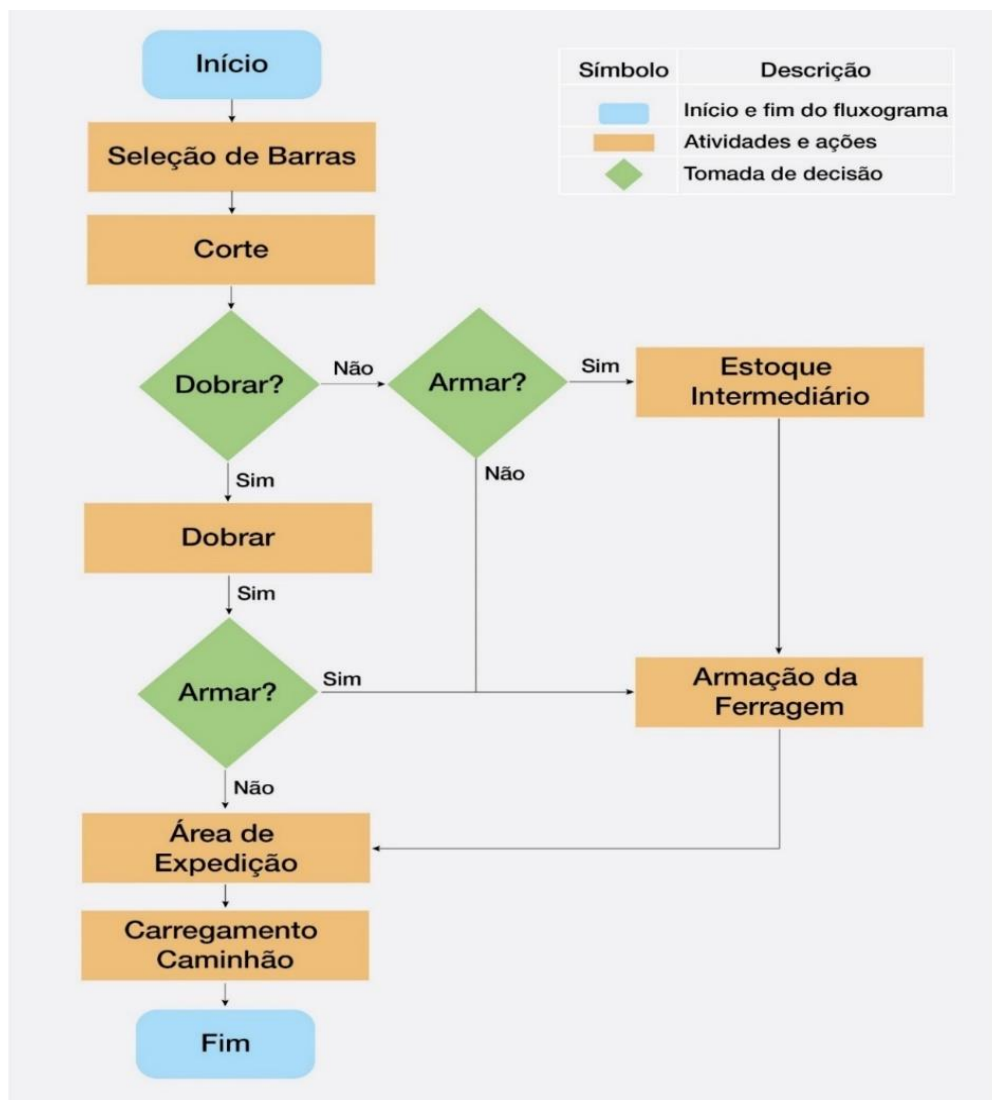 Início
Símbolo Descrição
Início e fim do fluxograma
Atividades e ações
Tomada de decisão
Seleção de Barras
Corte
Dobrar?
Não
Armar?
Sim
Estoque
Intermediário
Sim
Não
Dobrar
Sim
Armar?
Sim
Armação da
Ferragem
Não
Área de
Expedição
Carregamento
Caminhão
Fim